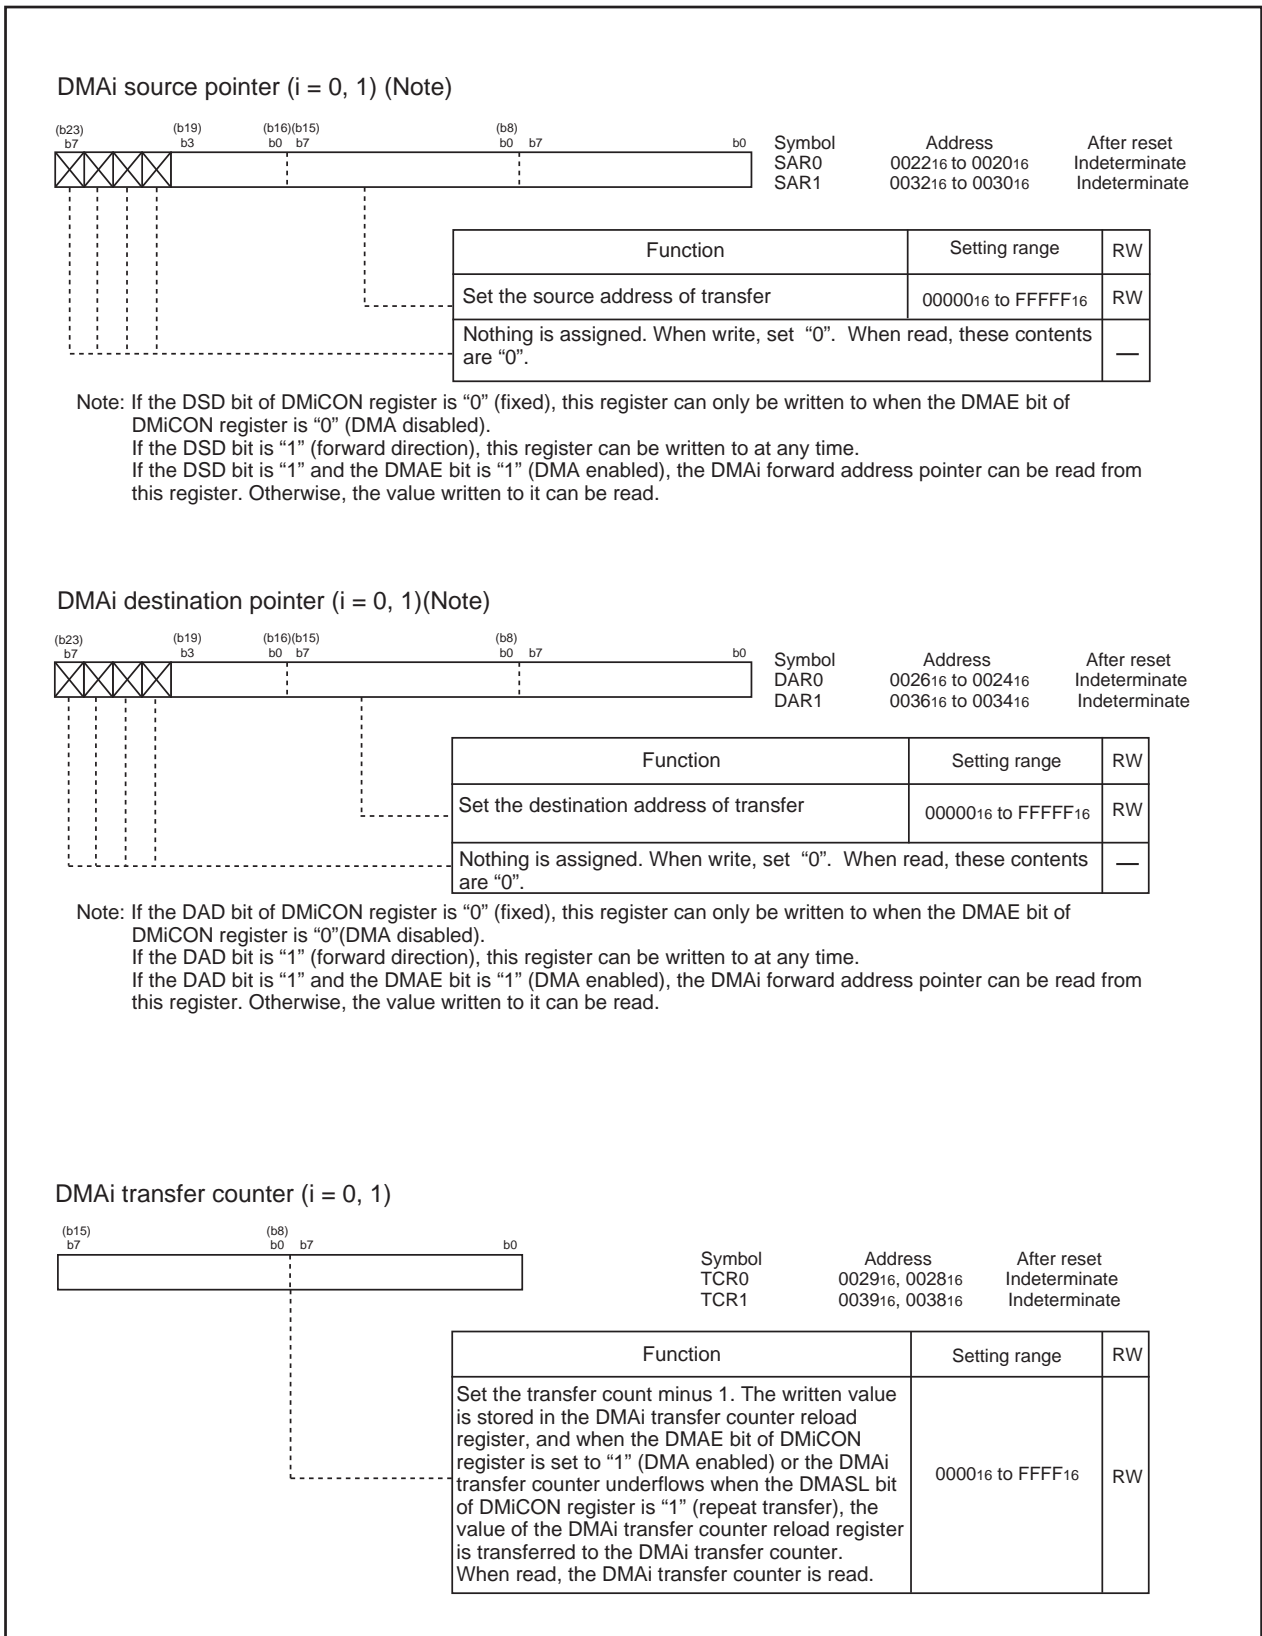 DMAi source pointer (i = 0, 1) (Note)
(b23) (b19) (b16)(b15) (b8)
b7 b3 b0 b7 b0 b7 b0
Symbol Address After reset
SAR0 002216 to 002016 Indeterminate
SAR1 003216 to 003016 Indeterminate
Function Setting range RW
Set the source address of transfer 0000016 to FFFFF16 RW
Nothing is assigned. When write, set “0”. When read, these contents
are “0”. —
Note: If the DSD bit of DMiCON register is “0” (fixed), this register can only be written to when the DMAE bit of
DMiCON register is “0” (DMA disabled).
If the DSD bit is “1” (forward direction), this register can be written to at any time.
If the DSD bit is “1” and the DMAE bit is “1” (DMA enabled), the DMAi forward address pointer can be read from
this register. Otherwise, the value written to it can be read.
DMAi destination pointer (i = 0, 1)(Note)
(b23) (b19) (b16)(b15) (b8)
b7 b3 b0 b7 b0 b7 b0
Symbol Address After reset
DAR0 002616 to 002416 Indeterminate
DAR1 003616 to 003416 Indeterminate
Function Setting range RW
Set the destination address of transfer 0000016 to FFFFF16 RW
Nothing is assigned. When write, set “0”. When read, these contents
are “0”. —
Note: If the DAD bit of DMiCON register is “0” (fixed), this register can only be written to when the DMAE bit of
DMiCON register is “0”(DMA disabled).
If the DAD bit is “1” (forward direction), this register can be written to at any time.
If the DAD bit is “1” and the DMAE bit is “1” (DMA enabled), the DMAi forward address pointer can be read from
this register. Otherwise, the value written to it can be read.
DMAi transfer counter (i = 0, 1)
(b15) (b8)
b7 b0 b7 b0
Symbol Address After reset
TCR0 002916, 002816 Indeterminate
TCR1 003916, 003816 Indeterminate
Function Setting range RW
Set the transfer count minus 1. The written value
is stored in the DMAi transfer counter reload
register, and when the DMAE bit of DMiCON
register is set to “1” (DMA enabled) or the DMAi
transfer counter underflows when the DMASL bit
of DMiCON register is “1” (repeat transfer), the
value of the DMAi transfer counter reload register
is transferred to the DMAi transfer counter.
When read, the DMAi transfer counter is read.
000016 to FFFF16 RW